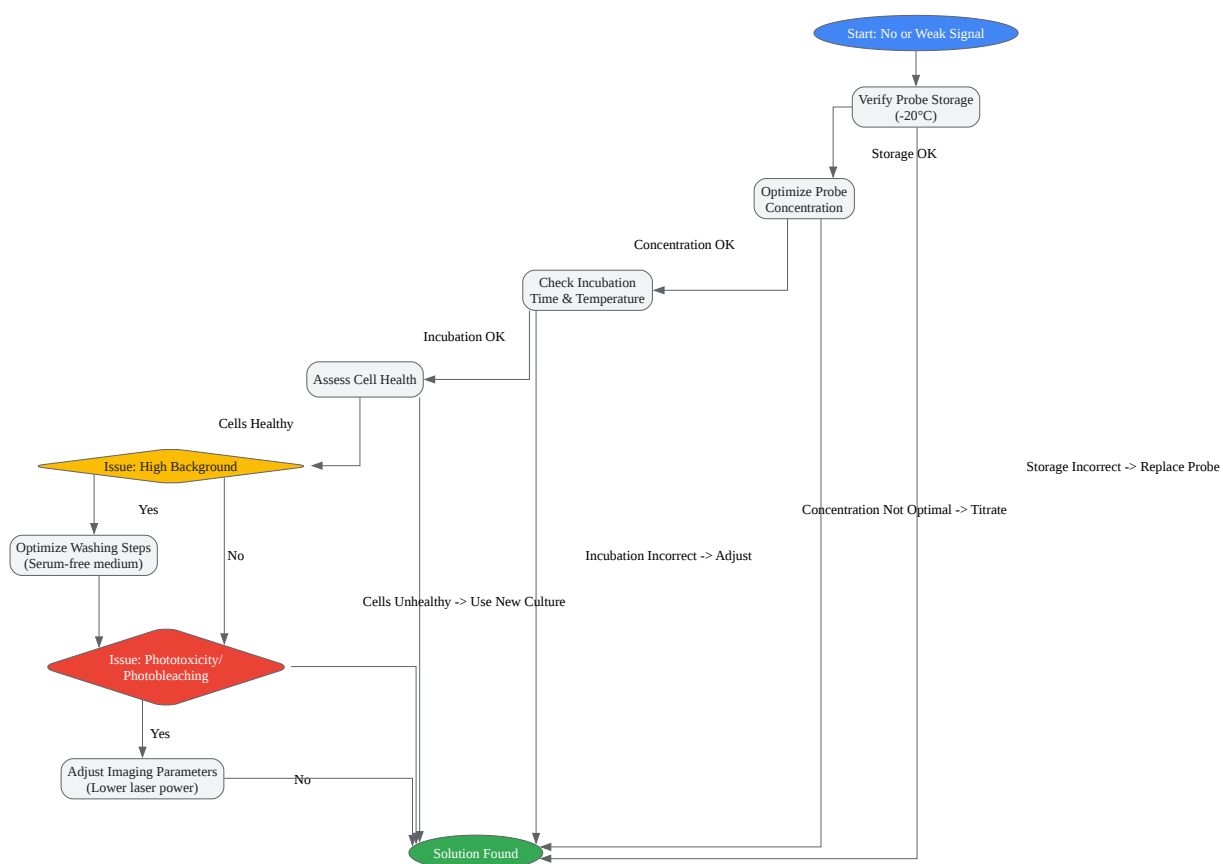 Start: No or Weak Signal
Verify Probe Storage
(-20°C)
Storage OK
Optimize Probe
Concentration
Concentration OK
Check Incubation
Time & Temperature
Incubation OK
Assess Cell Health
Cells Healthy
Issue: High Background
Storage Incorrect -> Replace Probe
Yes
Concentration Not Optimal -> Titrate
Optimize Washing Steps
(Serum-free medium)
No
Incubation Incorrect -> Adjust
Cells Unhealthy -> Use New Culture
Issue: Phototoxicity/
Photobleaching
Yes
Adjust Imaging Parameters
(Lower laser power)
No
Solution Found